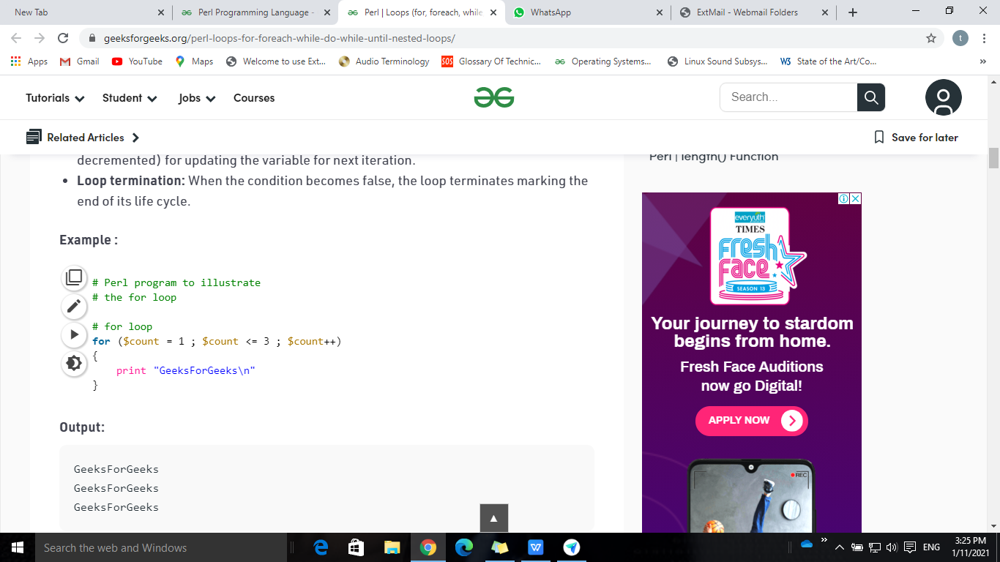 New Tab
Perl Programming Language -
Perl | Loops (for, foreach, while
WhatsApp
ExtMail - Webmail Folders
geeksforgeeks.org/perl-loops-for-foreach-while-do-while-until-nested-loops/
t
Apps
Gmail
YouTube
Maps
Welcome to use Ext...
Audio Terminology
SOS Glossary Of Technic...
Operating Systems...
Linux Sound Subsys...
W3 State of the Art/Co...
Tutorials
Student
Jobs
Courses
Search...
Related Articles
Save for later
decremented) for updating the variable for next iteration.
• Loop termination: When the condition becomes false, the loop terminates marking the
end of its life cycle.
Example :
# Perl program to illustrate
# the for loop
# for loop
for ($count = 1 ; $count <= 3 ; $count++)
{
print "GeeksForGeeks\n"
}
Output:
GeeksForGeeks
GeeksForGeeks
GeeksForGeeks
Perl | length() Function
everyuth
TIMES
FRESH
FACE
SEASON 13
Your journey to stardom
begins from home.
Fresh Face Auditions
now go Digital!
APPLY NOW
REC
Search the web and Windows
ENG
3:25 PM
1/11/2021